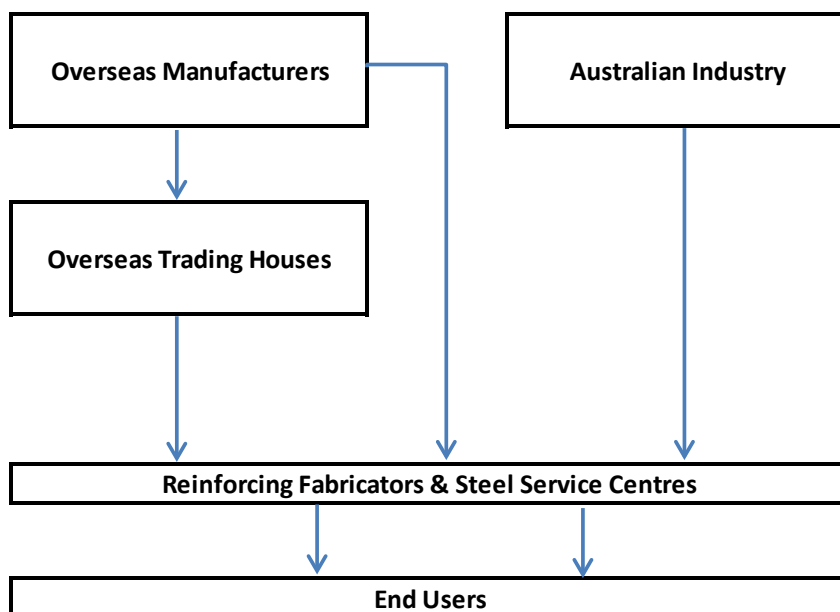 Overseas Manufacturers
Australian Industry
Overseas Trading Houses
Reinforcing Fabricators & Steel Service Centres
End Users